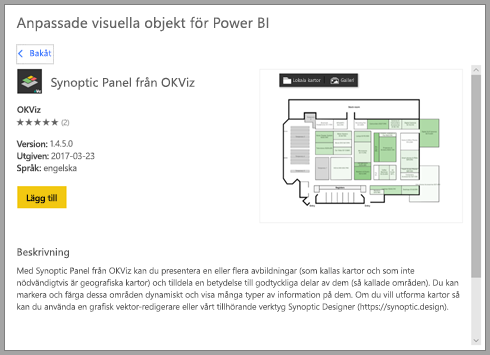 Anpassade visuella objekt för Power BI
Bakåt
Synoptic Panel från OKViz
OKViz
(2)
Version: 1.4.5.0
Utgiven: 2017-03-23
Språk: engelska
Lägg till
Lokala kartor
Galleri
Beskrivning
Med Synoptic Panel från OKViz kan du presentera en eller flera avbildningar (som kallas kartor och som inte
nödvändigtvis är geografiska kartor) och tilldela en betydelse till godtyckliga delar av dem (så kallade områden). Du kan
markera och färga dessa områden dynamiskt och visa många typer av information på dem. Om du vill utforma kartor så
kan du använda en grafisk vektor-redigerare eller vårt tillhörande verktyg Synoptic Designer (https://synoptic.design).